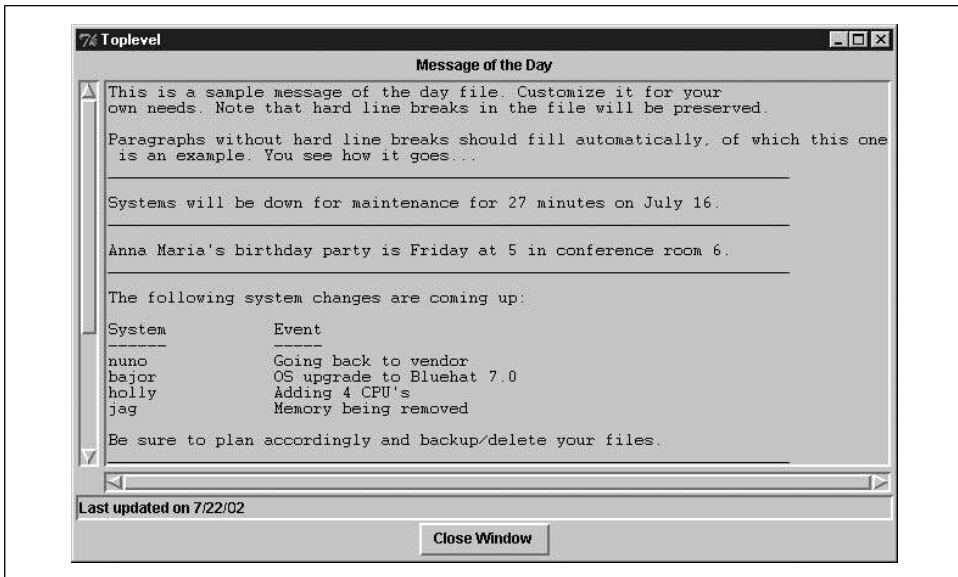 Toplevel
Message of the Day
This is a sample message of the day file. Customize it for your
own needs. Note that hard line breaks in the file will be preserved.
Paragraphs without hard line breaks should fill automatically, of which this one
is an example. You see how it goes...
Systems will be down for maintenance for 27 minutes on July 16.
Anna Maria's birthday party is Friday at 5 in conference room 6.
The following system changes are coming up:
System Event
------ -----
nuno Going back to vendor
bajor OS upgrade to Bluehat 7.0
holly Adding 4 CPU's
jag Memory being removed
Be sure to plan accordingly and backup/delete your files.
Last updated on 7/22/02
Close Window